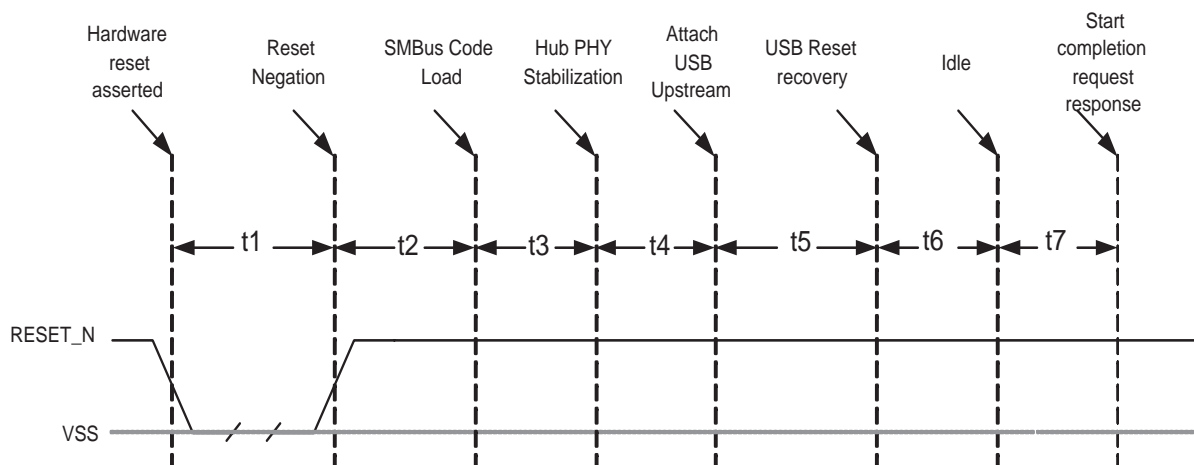 Hardware
reset
asserted
Reset
Negation
SMBus Code
Load
Hub PHY
Stabilization
Attach
USB
Upstream
USB Reset
recovery
Idle
Start
completion
request
response
t1
t2
t3
t4
t5
t6
t7
RESET_N
VSS